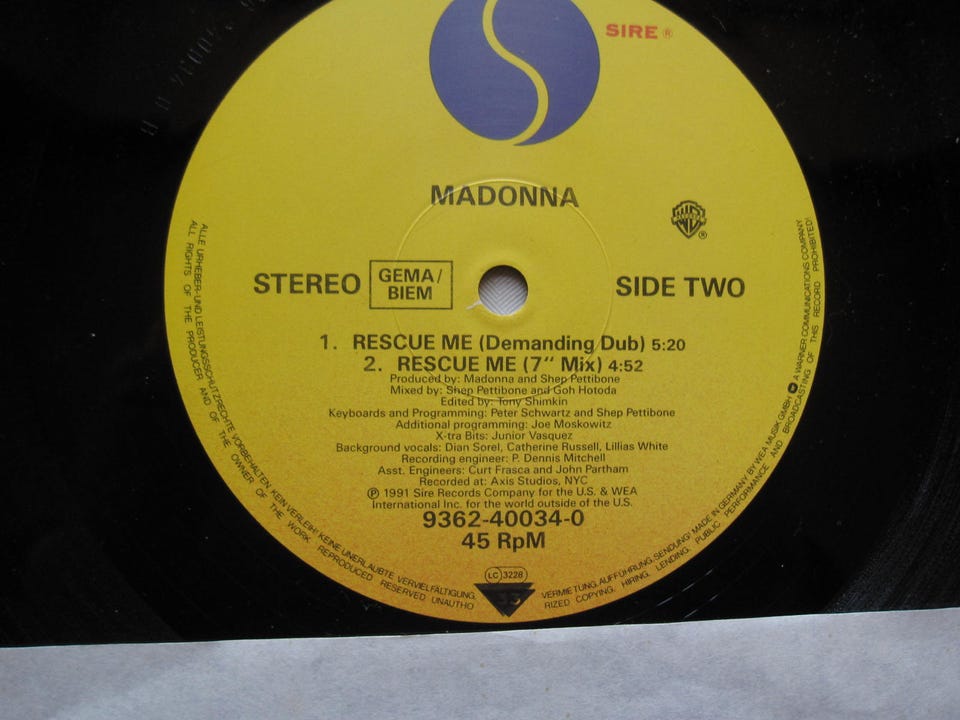 SIRE ®
MADONNA
STEREO
GEMA/
BIEM
SIDE TWO
1. RESCUE ME (Demanding Dub) 5:20
2. RESCUE ME (7" Mix) 4:52
Produced by: Madonna and Shep Pettibone
Mixed by: Shep Pettibone and Goh Hotoda
Edited by: Tony Shimkin
Keyboards and Programming: Peter Schwartz and Shep Pettibone
Additional programming: Joe Moskowitz
X-tra Bits: Junior Vasquez
Background vocals: Dian Sorel, Catherine Russell, Lillias White
Recording engineer: P. Dennis Mitchell
Asst. Engineers: Curt Frasca and John Partham
Recorded at: Axis Studios, NYC
℗ 1991 Sire Records Company for the U.S. & WEA
International Inc. for the world outside of the U.S.
9362-40034-0
45 RpM
LC 3228
33
ALLE URHEBER- UND LEISTUNGSSCHUTZRECHTE VORBEHALTEN KEIN VERLEIH! KEINE UNERLAUBTE VERVIELFÄLTIGUNG, VERMIETUNG, AUFFÜHRUNG, SENDUNG! MADE IN GERMANY BY WEA MUSIK GMBH A WARNER COMMUNICATIONS COMPANY
ALL RIGHTS OF THE PRODUCER AND OF THE OWNER OF THE WORK REPRODUCED RESERVED UNAUTHORIZED COPYING, HIRING, LENDING, PUBLIC PERFORMANCE AND BROADCASTING OF THIS RECORD PROHIBITED!